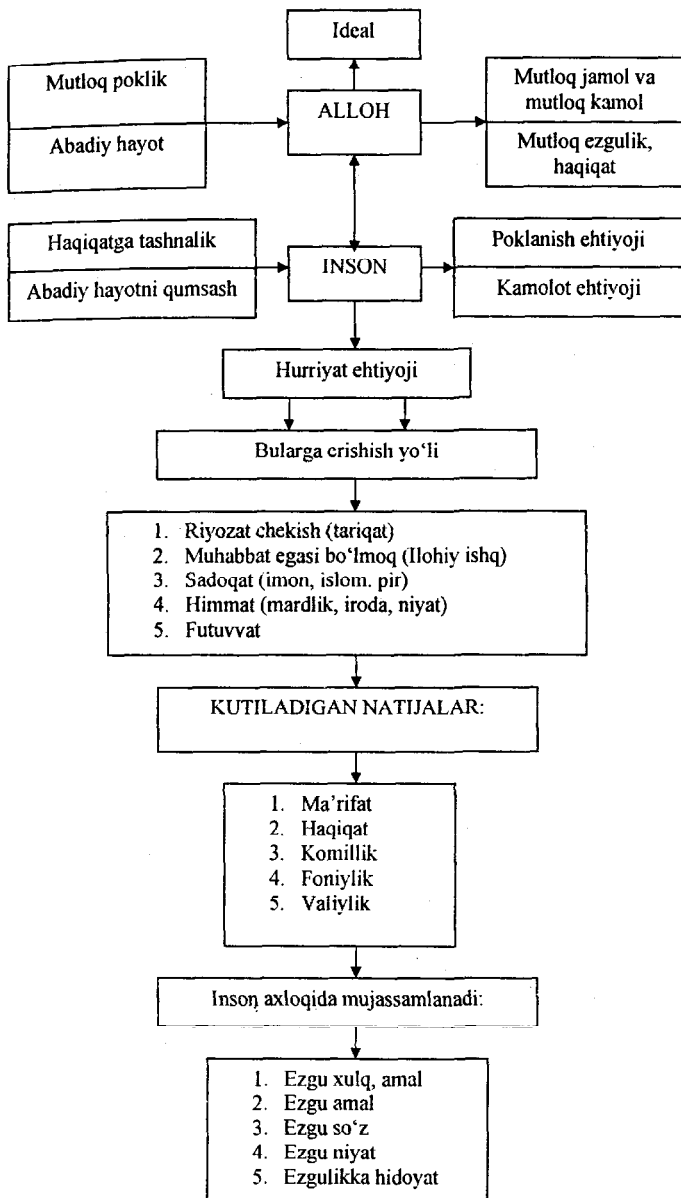 Ideal
Mutloq poklik
Abadiy hayot
ALLOH
Mutloq jamol va
mutloq kamol
Mutloq ezgulik,
haqiqat
Haqiqatga tashnalik
Abadiy hayotni qumsash
INSON
Poklanish ehtiyoji
Kamolot ehtiyoji
Hurriyat ehtiyoji
Bularga crishish yo‘li
1. Riyozat chekish (tariqat)
2. Muhabbat egasi bo‘lmoq (Ilohiy ishq)
3. Sadoqat (imon, islom. pir)
4. Himmat (mardlik, iroda, niyat)
5. Futuvvat
KUTILADIGAN NATIJALAR:
1. Ma’rifat
2. Haqiqat
3. Komillik
4. Foniylik
5. Valiylik
Inson axloqida mujassamlanadi:
1. Ezgu xulq, amal
2. Ezgu amal
3. Ezgu so‘z
4. Ezgu niyat
5. Ezgulikka hidoyat